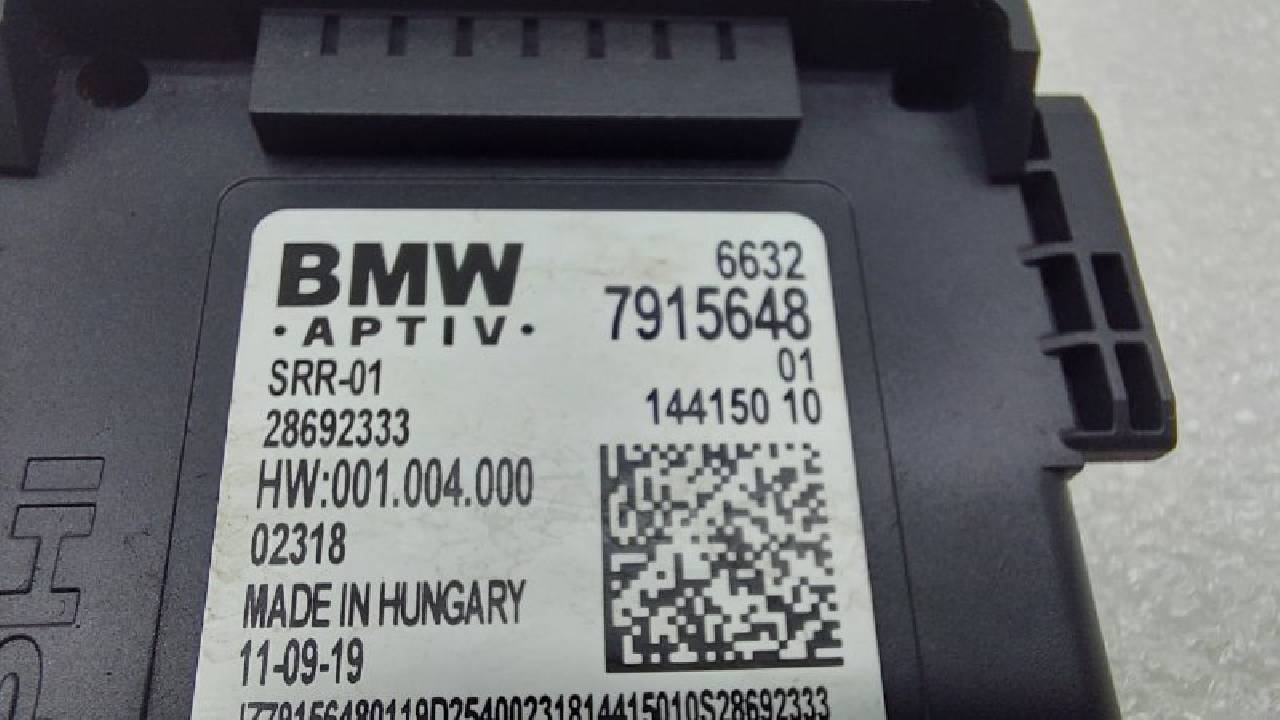 BMW
·APTIV·
SRR-01
28692333
HW:001.004.000
02318
MADE IN HUNGARY
11-09-19
6632
7915648
01
144150 10